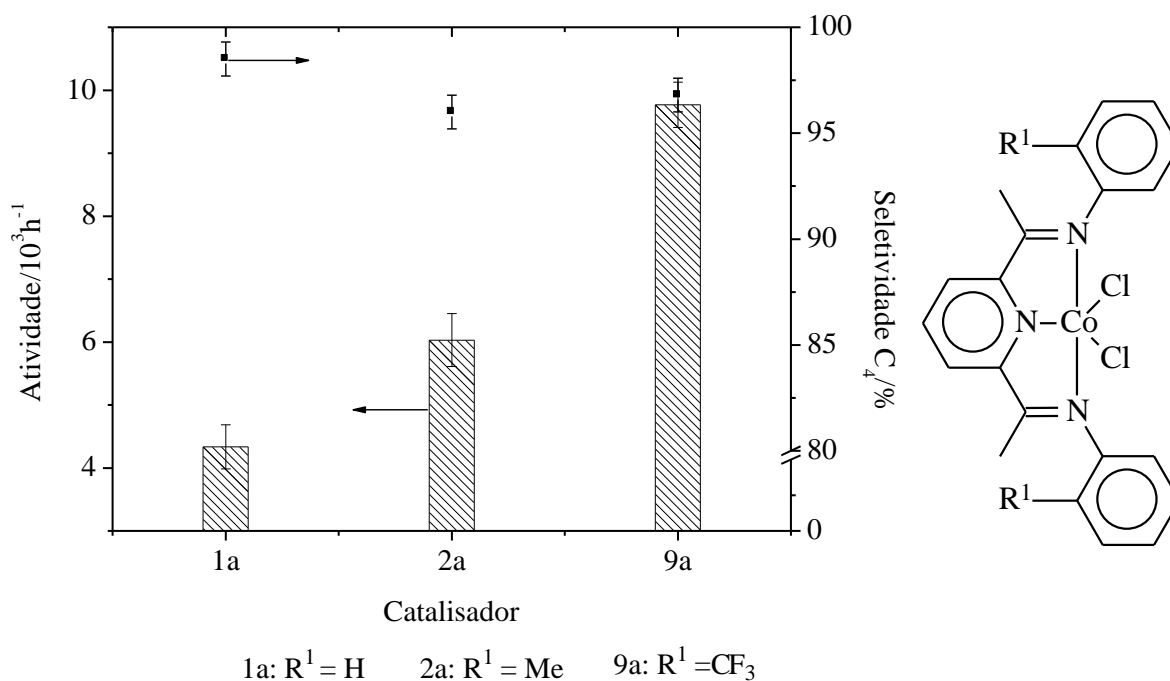 Atividade/10³h⁻¹
10
8
6
4
100
95
90
85
80
0
Seletividade C₄/%
1a 2a 9a
Catalisador
1a: R¹ = H 2a: R¹ = Me 9a: R¹ =CF₃
R¹
N
Cl
N Co
Cl
N
R¹